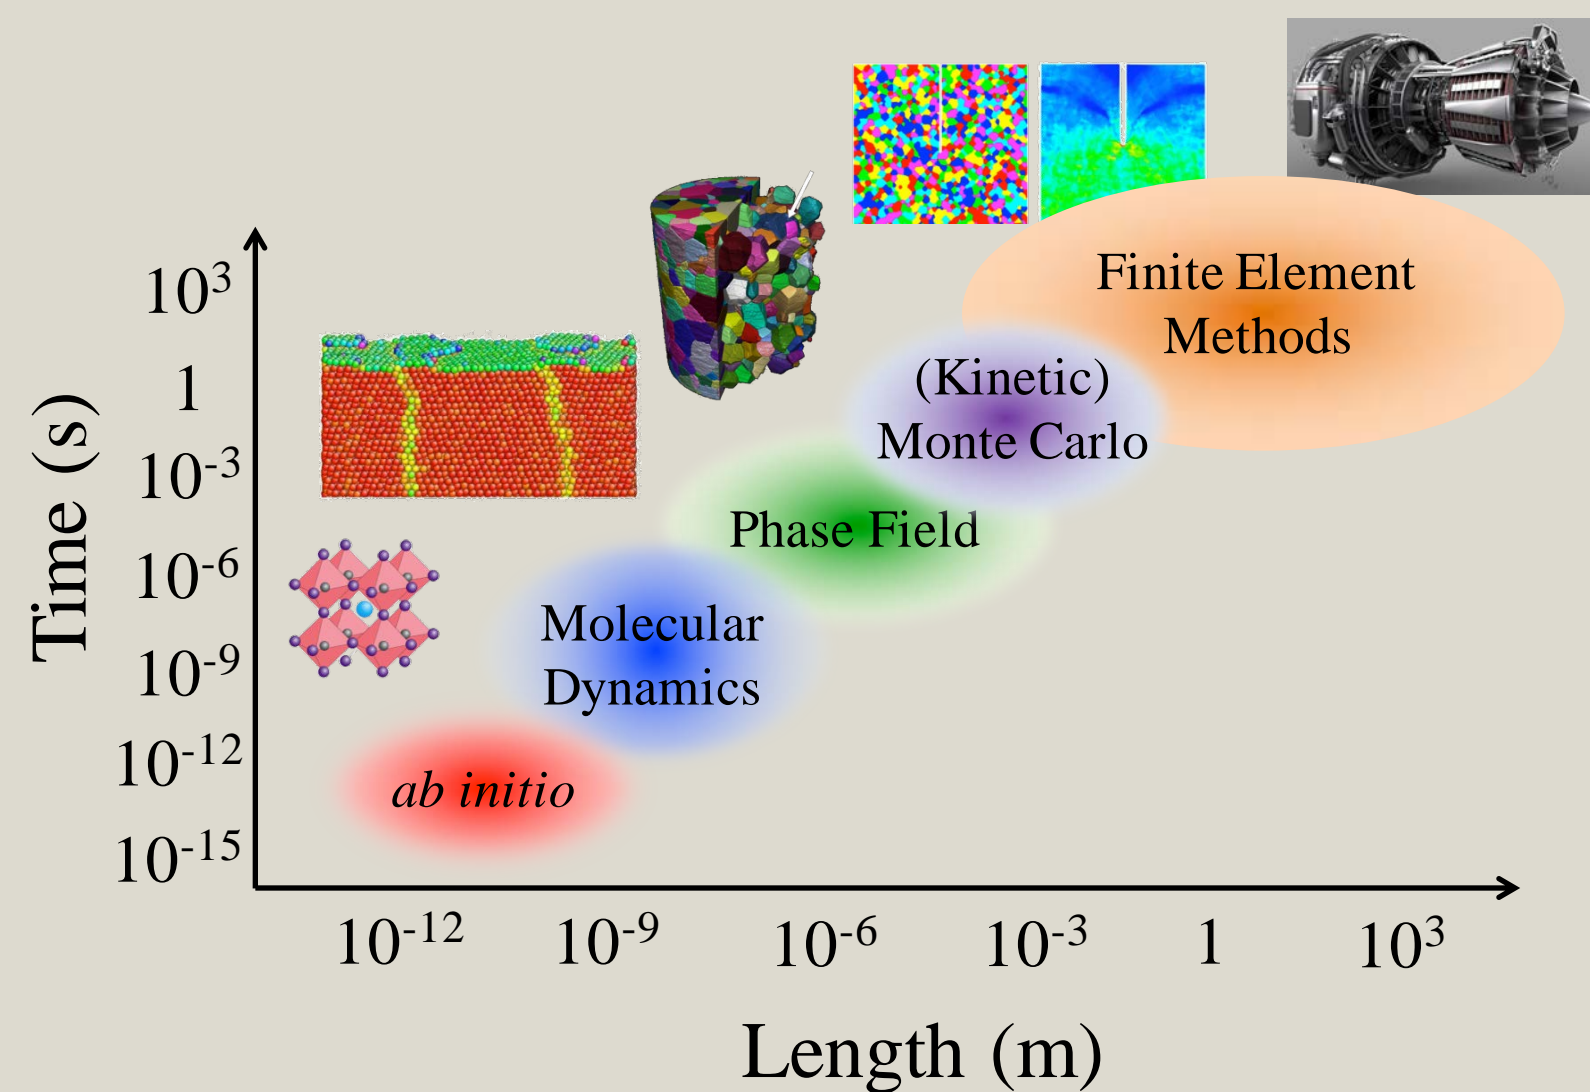 10³
1
10⁻³
10⁻⁶
10⁻⁹
10⁻¹²
10⁻¹⁵
Time (s)
Finite Element
Methods
(Kinetic)
Monte Carlo
Phase Field
Molecular
Dynamics
ab initio
10⁻¹² 10⁻⁹ 10⁻⁶ 10⁻³ 1 10³
Length (m)